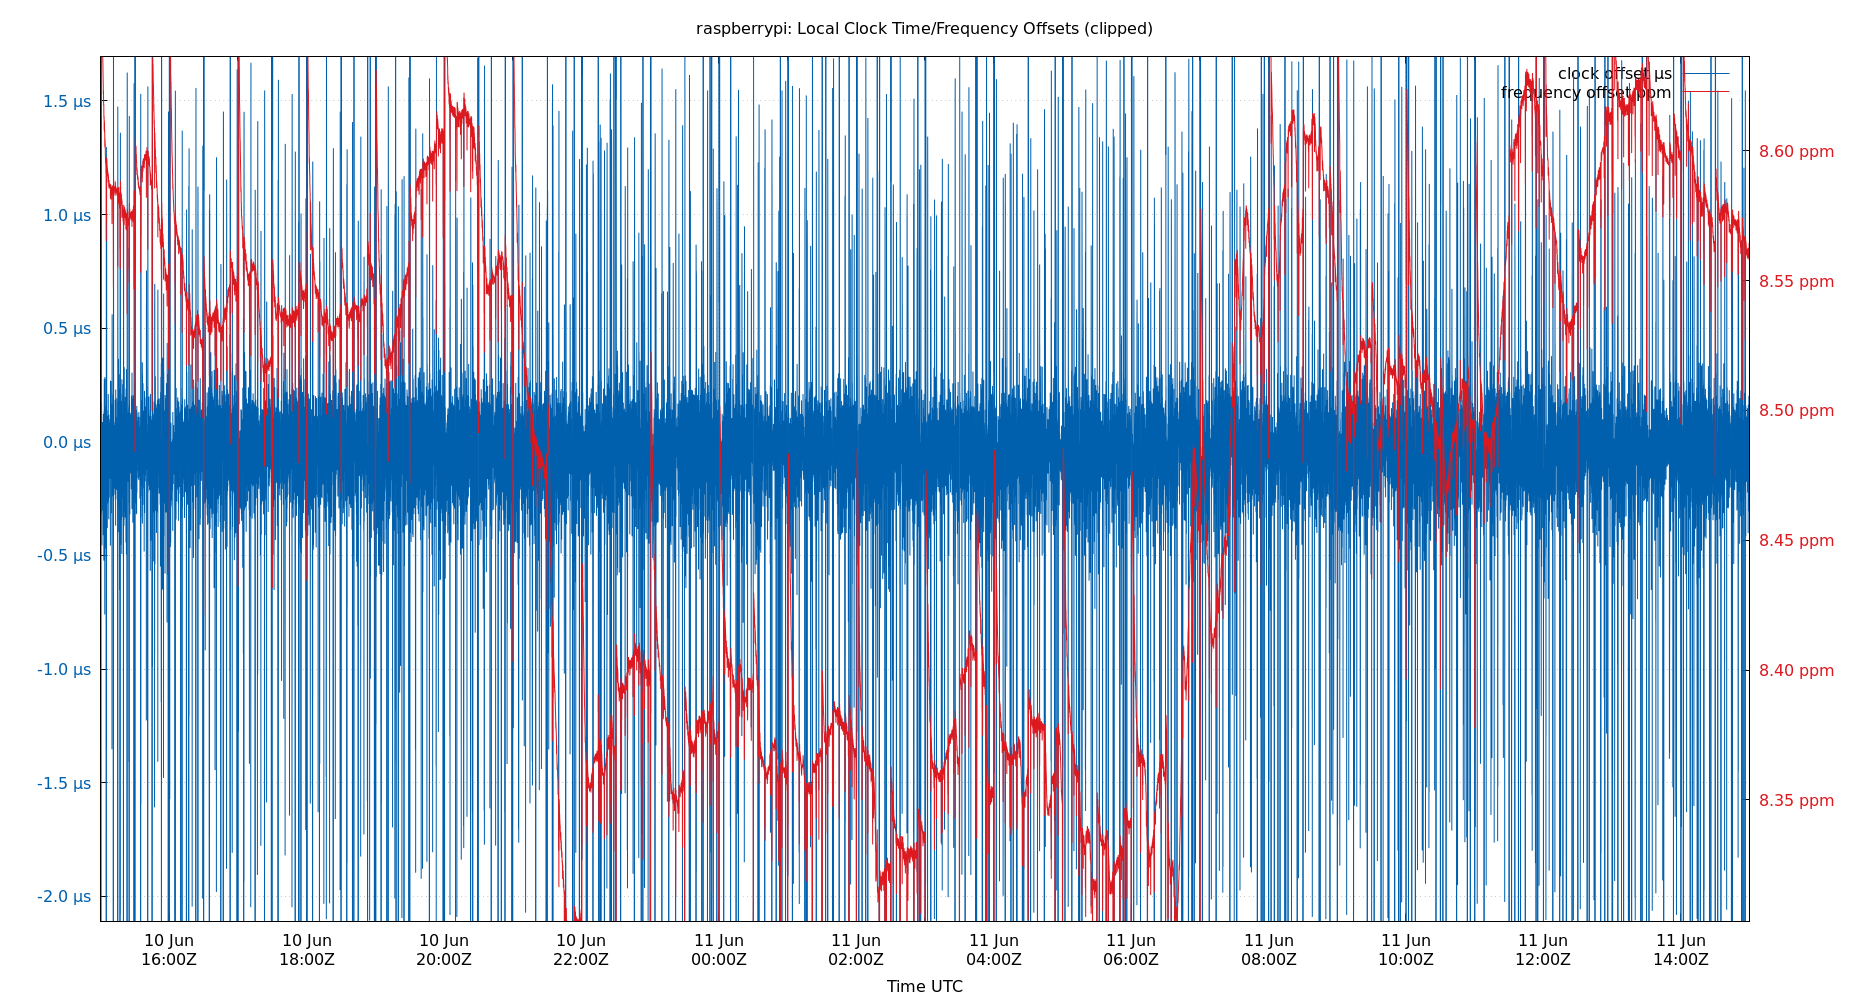 raspberrypi: Local Clock Time/Frequency Offsets (clipped)
clock offset µs
frequency offset ppm
1.5 µs
1.0 µs
0.5 µs
0.0 µs
-0.5 µs
-1.0 µs
-1.5 µs
-2.0 µs
8.60 ppm
8.55 ppm
8.50 ppm
8.45 ppm
8.40 ppm
8.35 ppm
10 Jun 10 Jun 10 Jun 10 Jun 11 Jun 11 Jun 11 Jun 11 Jun 11 Jun 11 Jun 11 Jun 11 Jun
16:00Z 18:00Z 20:00Z 22:00Z 00:00Z 02:00Z 04:00Z 06:00Z 08:00Z 10:00Z 12:00Z 14:00Z
Time UTC